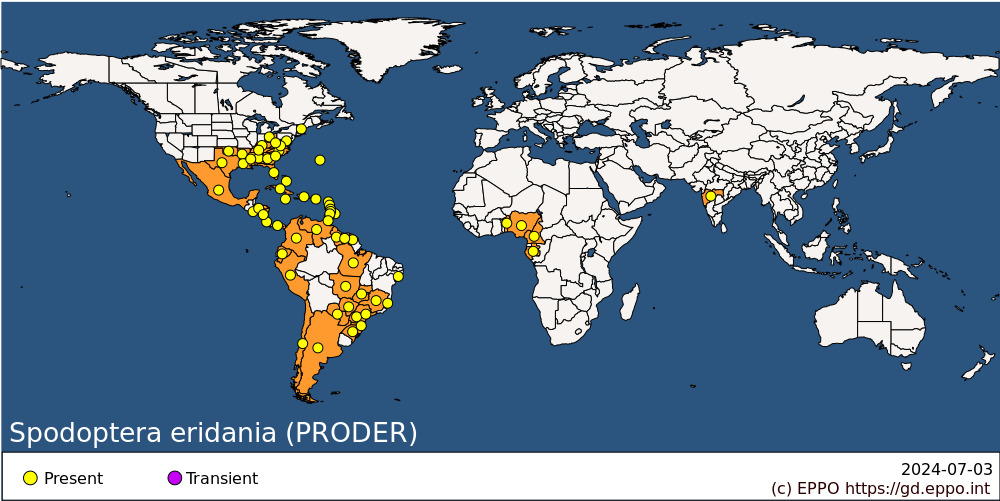 Spodoptera eridania (PRODER)
Present
Transient
2024-07-03
(c) EPPO https://gd.eppo.int